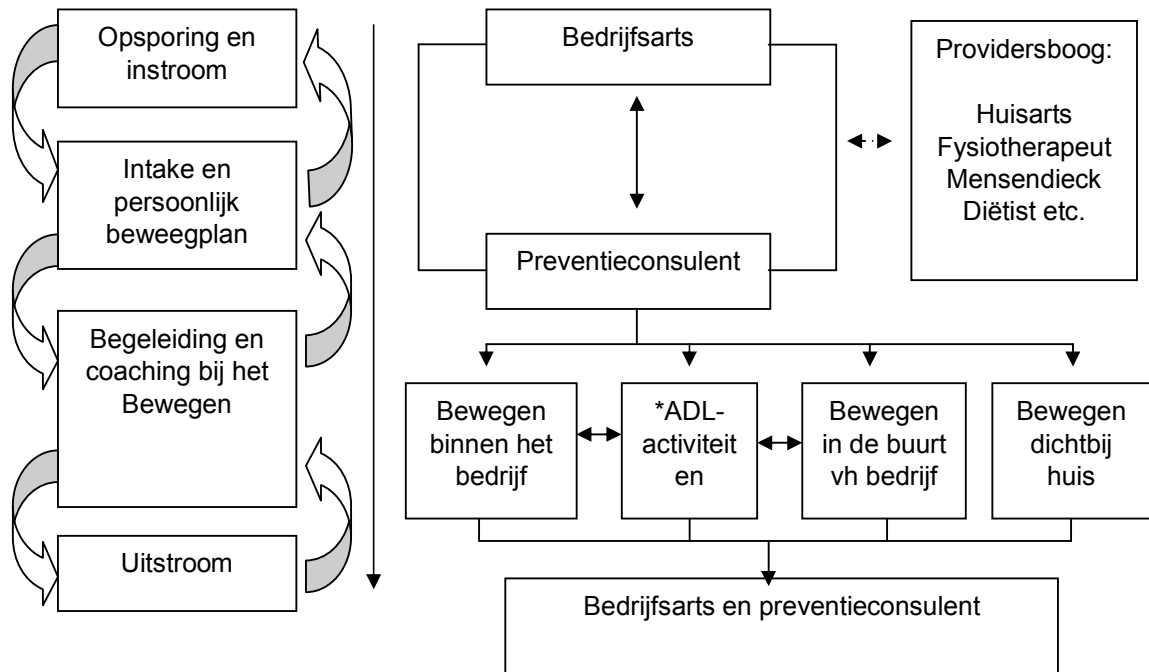 Opsporing en
instroom
Intake en
persoonlijk
beweegplan
Begeleiding en
coaching bij het
Bewegen
Uitstroom
Bedrijfsarts
Preventieconsulent
Providersboog:
Huisarts
Fysiotherapeut
Mensendieck
Diëtist etc.
Bewegen
binnen het
bedrijf
*ADL-
activiteit
en
Bewegen
in de buurt
vh bedrijf
Bewegen
dichtbij
huis
Bedrijfsarts en preventieconsulent